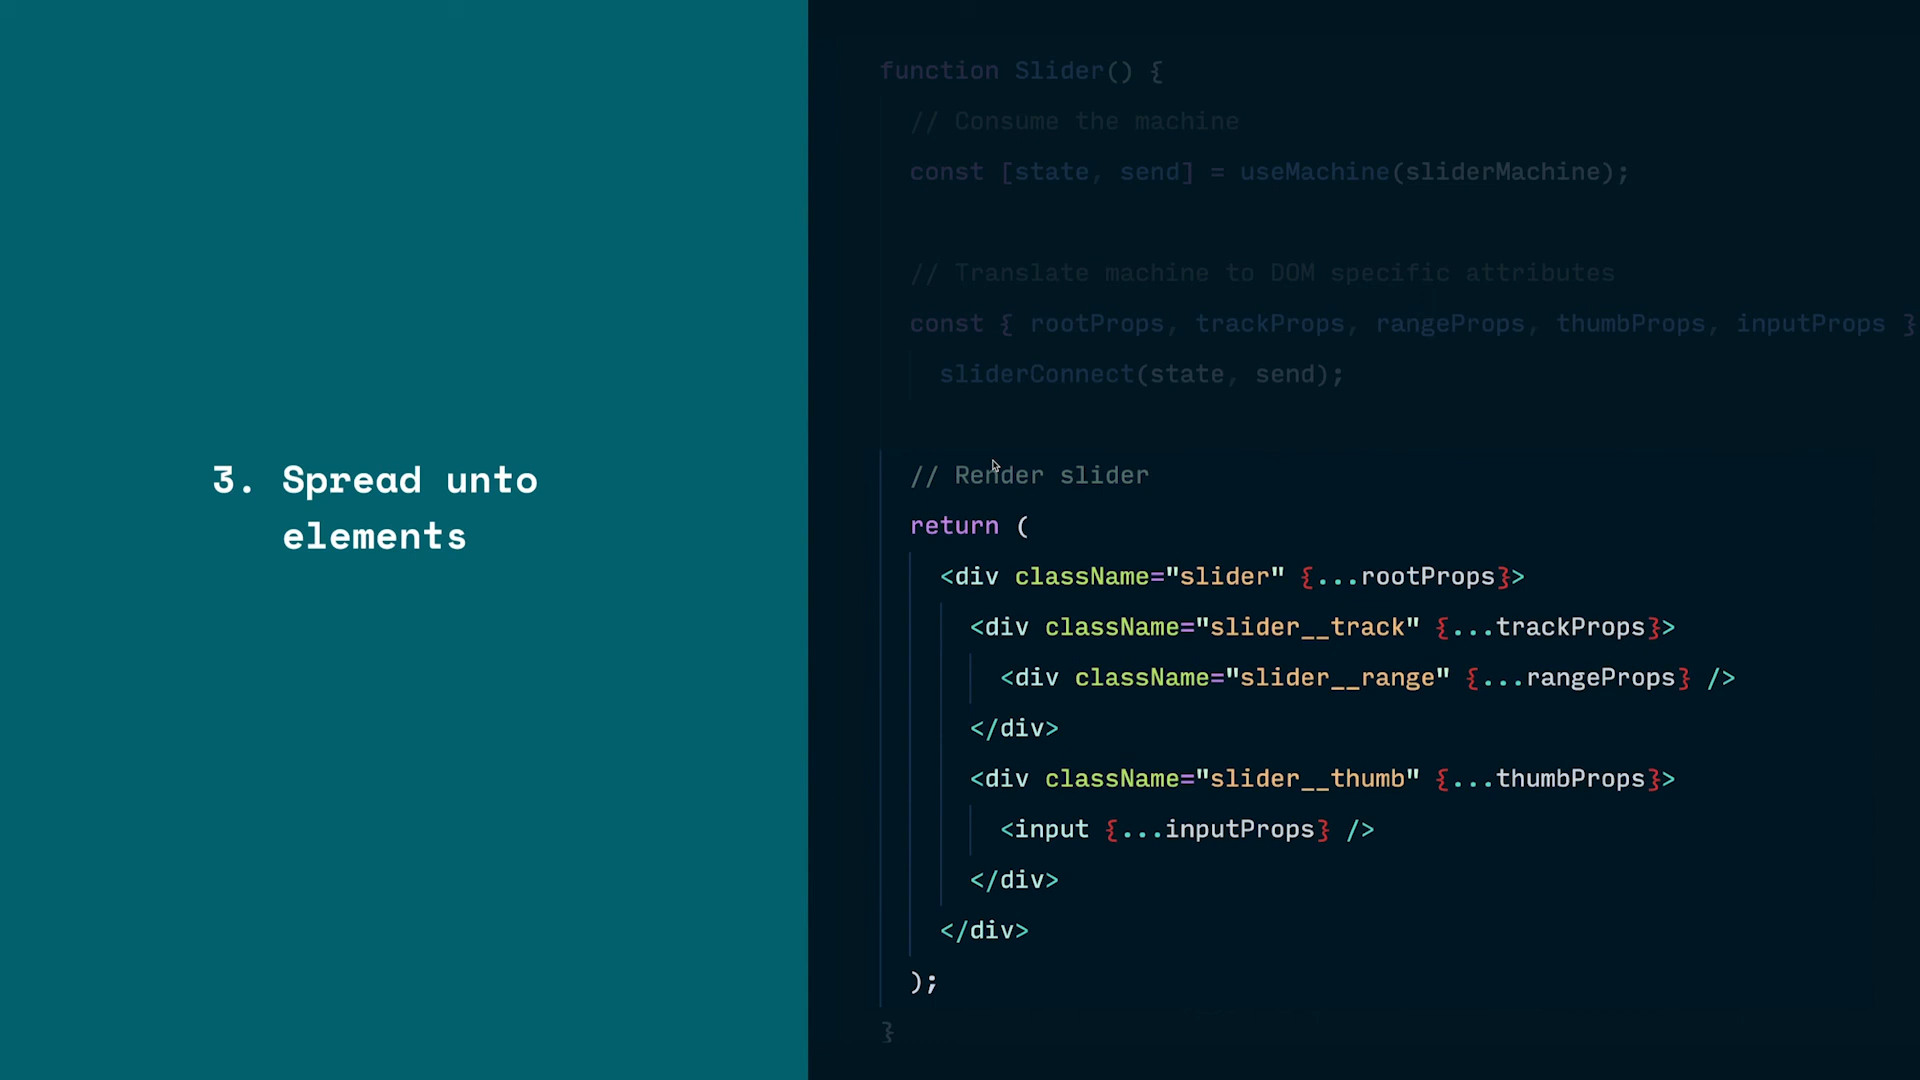 3. Spread unto
elements
function Slider() {
// Consume the machine
const [state, send] = useMachine(sliderMachine);
// Translate machine to DOM specific attributes
const { rootProps, trackProps, rangeProps, thumbProps, inputProps }
sliderConnect(state, send);
// Render slider
return (
<div className="slider" {...rootProps}>
<div className="slider__track" {...trackProps}>
<div className="slider__range" {...rangeProps} />
</div>
<div className="slider__thumb" {...thumbProps}>
<input {...inputProps} />
</div>
</div>
);
}